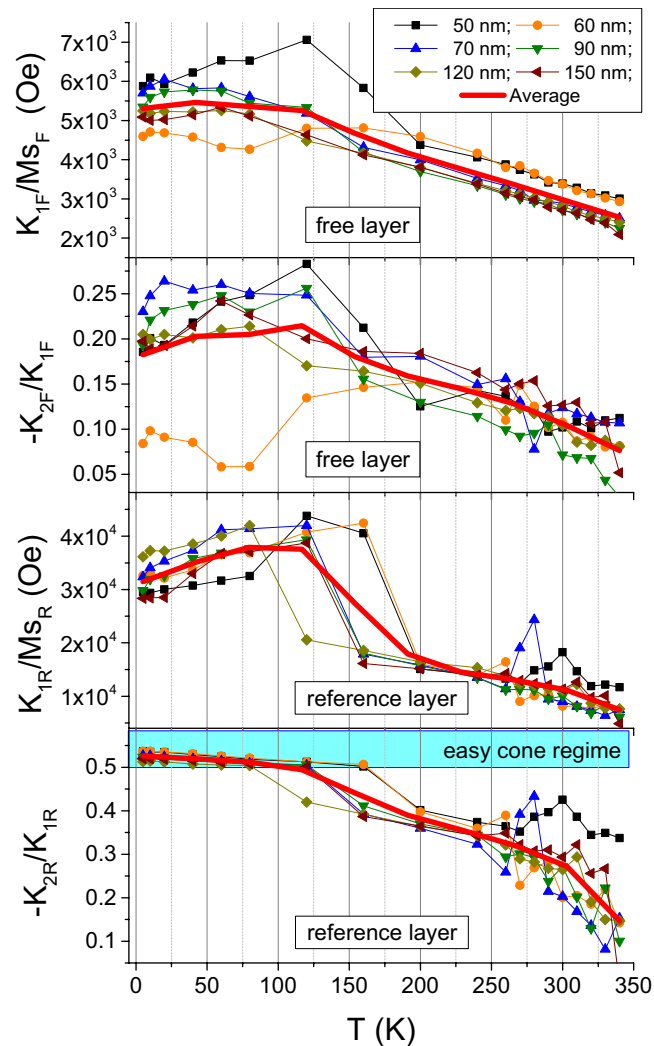 50 nm; 60 nm;
70 nm; 90 nm;
120 nm; 150 nm;
Average
K1F/MsF (Oe)
7x10³
6x10³
5x10³
4x10³
3x10³
2x10³
free layer
-K2F/K1F
0.25
0.20
0.15
0.10
0.05
free layer
K1R/MsR (Oe)
4x10⁴
3x10⁴
2x10⁴
1x10⁴
reference layer
-K2R/K1R
easy cone regime
0.5
0.4
0.3
0.2
0.1
reference layer
0 50 100 150 200 250 300 350
T (K)